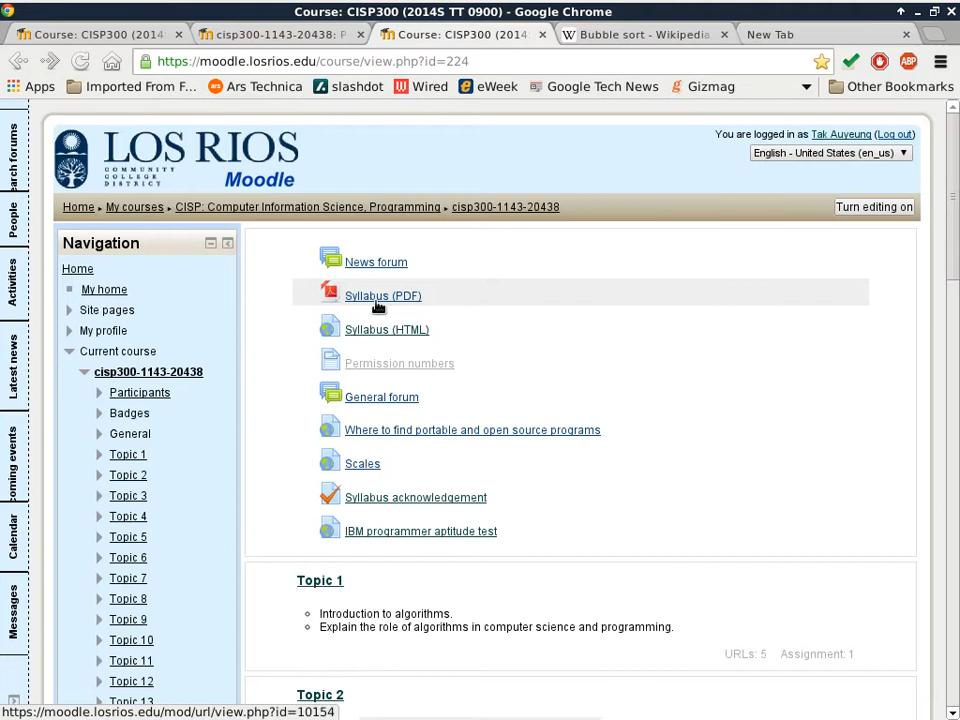 Course: CISP300 (2014S TT 0900) - Google Chrome
Course: CISP300 (2014 × cisp300-1143-20438: P × Course: CISP300 (2014 × W Bubble sort - Wikipedia × New Tab ×
https://moodle.losrios.edu/course/view.php?id=224
ABP
Apps Imported From F... Ars Technica slashdot Wired eWeek Google Tech News Gizmag Other Bookmarks
LOS RIOS
COMMUNITY
COLLEGE
DISTRICT
Moodle
You are logged in as Tak Auyeung (Log out)
English - United States (en_us)
Home ▸ My courses ▸ CISP: Computer Information Science, Programming ▸ cisp300-1143-20438
Turn editing on
earch forums
People
Activities
Latest news
coming events
Calendar
Messages
Navigation
Home
My home
Site pages
My profile
Current course
cisp300-1143-20438
Participants
Badges
General
Topic 1
Topic 2
Topic 3
Topic 4
Topic 5
Topic 6
Topic 7
Topic 8
Topic 9
Topic 10
Topic 11
Topic 12
Topic 13
News forum
Syllabus (PDF)
Syllabus (HTML)
Permission numbers
General forum
Where to find portable and open source programs
Scales
Syllabus acknowledgement
IBM programmer aptitude test
Topic 1
Introduction to algorithms.
Explain the role of algorithms in computer science and programming.
URLs: 5 Assignment: 1
Topic 2
https://moodle.losrios.edu/mod/url/view.php?id=10154